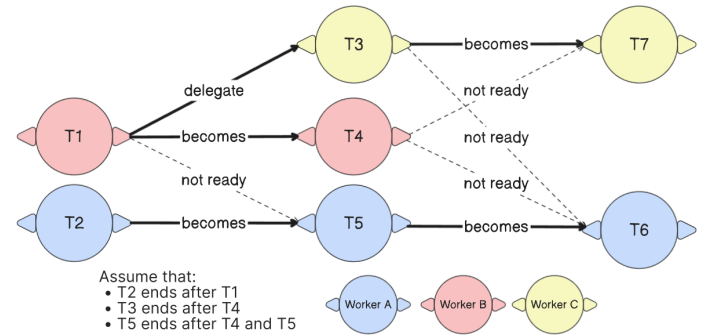 T3
becomes
T7
delegate
not ready
T1
becomes
T4
not ready
not ready
not ready
T2
becomes
T5
becomes
T6
Assume that:
• T2 ends after T1
• T3 ends after T4
• T5 ends after T4 and T5
Worker A
Worker B
Worker C